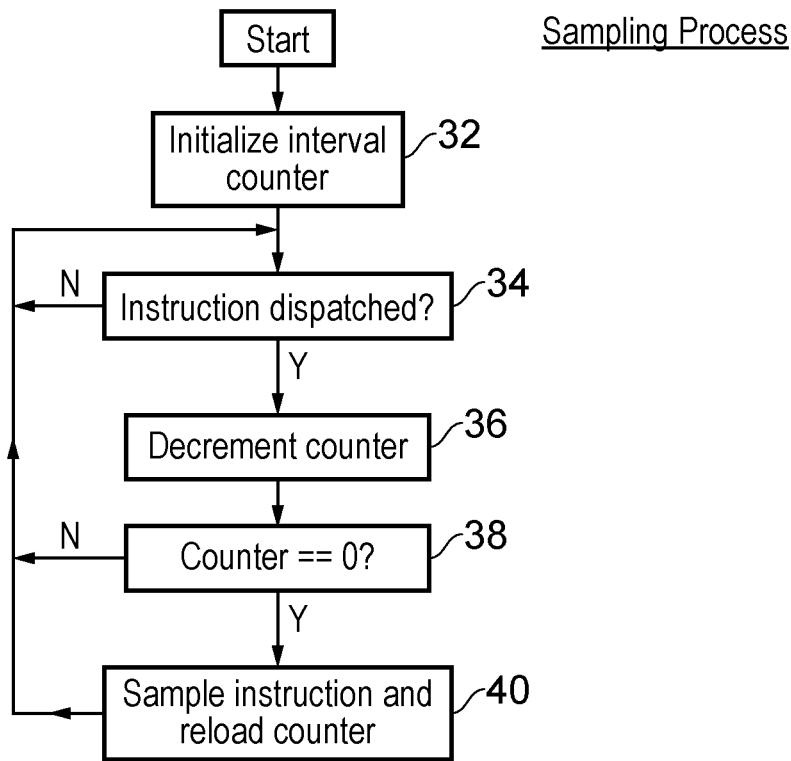 Start
Sampling Process
Initialize interval
counter
32
N
Instruction dispatched?
34
Y
Decrement counter
36
N
Counter == 0?
38
Y
Sample instruction and
reload counter
40